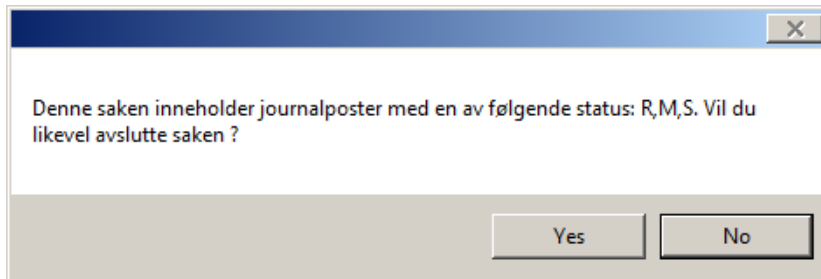 Denne saken inneholder journalposter med en av følgende status: R,M,S. Vil du
likevel avslutte saken ?
Yes
No